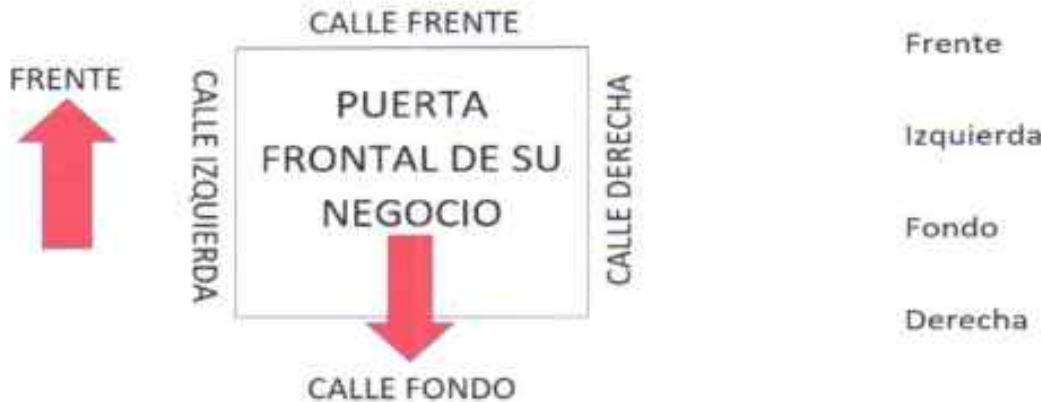 CALLE FRENTE
FRENTE
CALLE IZQUIERDA
PUERTA
FRONTAL DE SU
NEGOCIO
CALLE DERECHA
CALLE FONDO
Frente
Izquierda
Fondo
Derecha